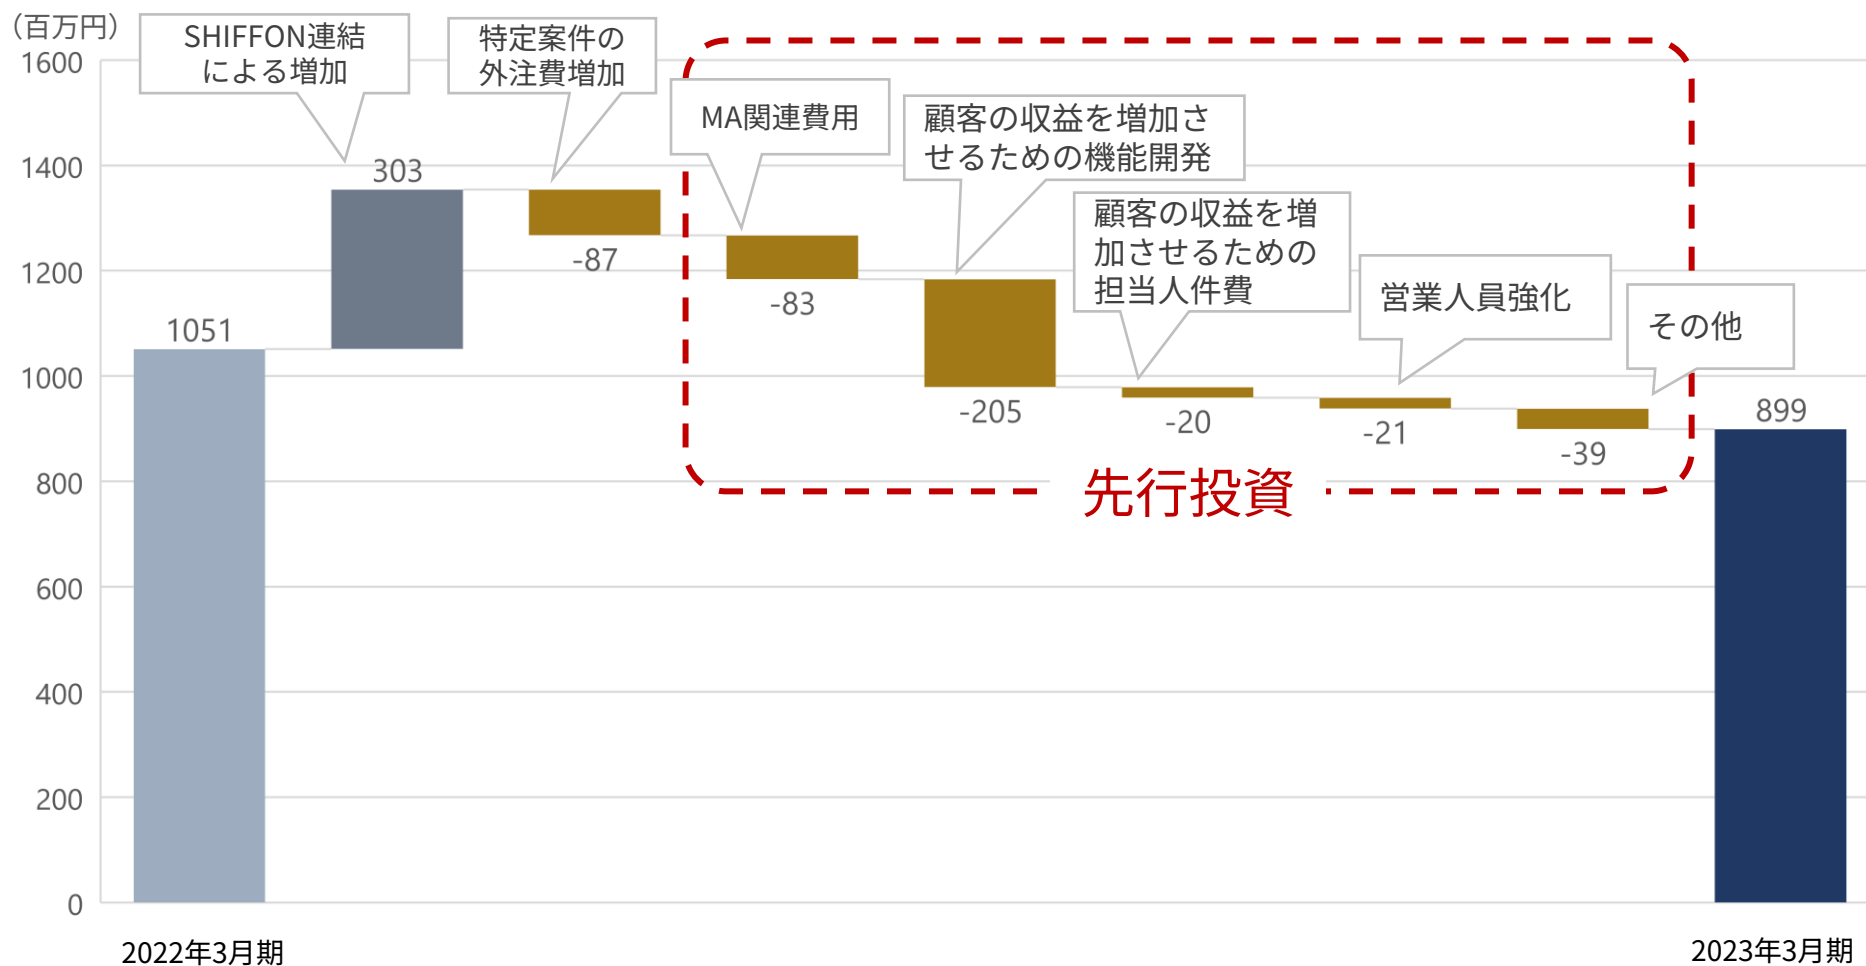 （百万円）
SHIFFON連結
による増加
特定案件の
外注費増加
MA関連費用
顧客の収益を増加さ
せるための機能開発
顧客の収益を増
加させるための
担当人件費
営業人員強化
その他
1600
1400
1200
1000
800
600
400
200
0
1051
303
-87
-83
-205
-20
-21
-39
899
先行投資
2022年3月期
2023年3月期